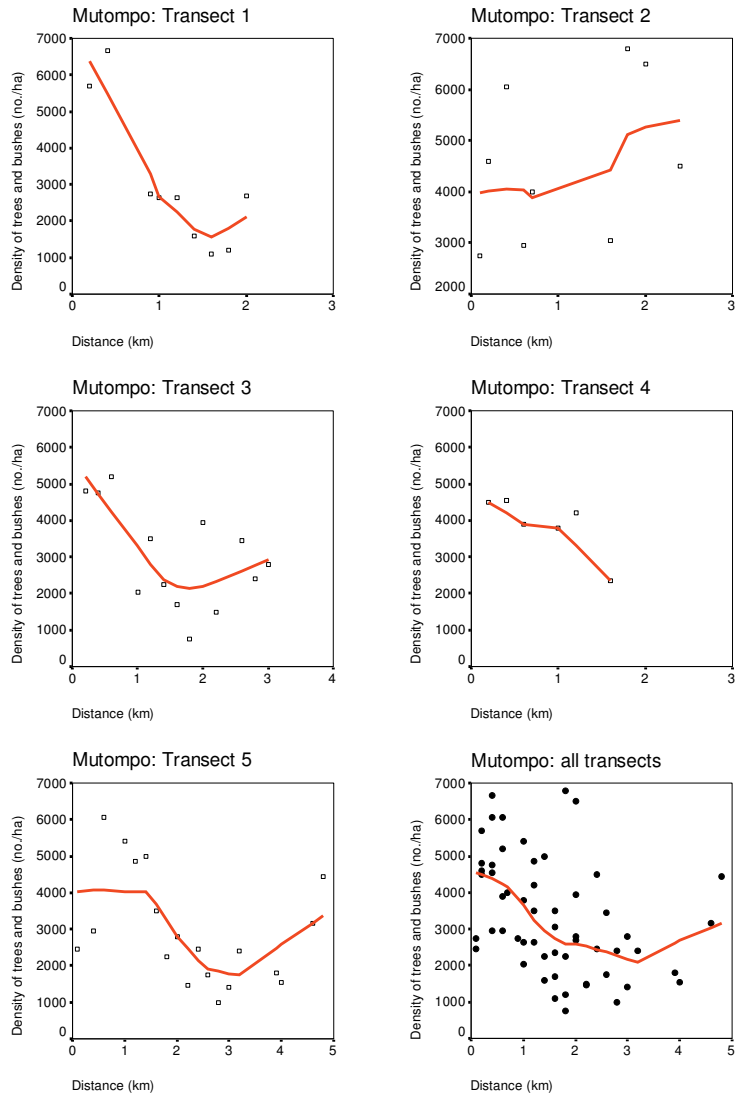 Mutompo: Transect 1
Density of trees and bushes (no./ha)
7000
6000
5000
4000
3000
2000
1000
0
0 1 2 3
Distance (km)
Mutompo: Transect 2
Density of trees and bushes (no./ha)
7000
6000
5000
4000
3000
2000
0 1 2 3
Distance (km)
Mutompo: Transect 3
Density of trees and bushes (no./ha)
7000
6000
5000
4000
3000
2000
1000
0
0 1 2 3 4
Distance (km)
Mutompo: Transect 4
Density of trees and bushes (no./ha)
7000
6000
5000
4000
3000
2000
1000
0
0 1 2 3
Distance (km)
Mutompo: Transect 5
Density of trees and bushes (no./ha)
7000
6000
5000
4000
3000
2000
1000
0
0 1 2 3 4 5
Distance (km)
Mutompo: all transects
Density of trees and bushes (no./ha)
7000
6000
5000
4000
3000
2000
1000
0
0 1 2 3 4 5
Distance (km)